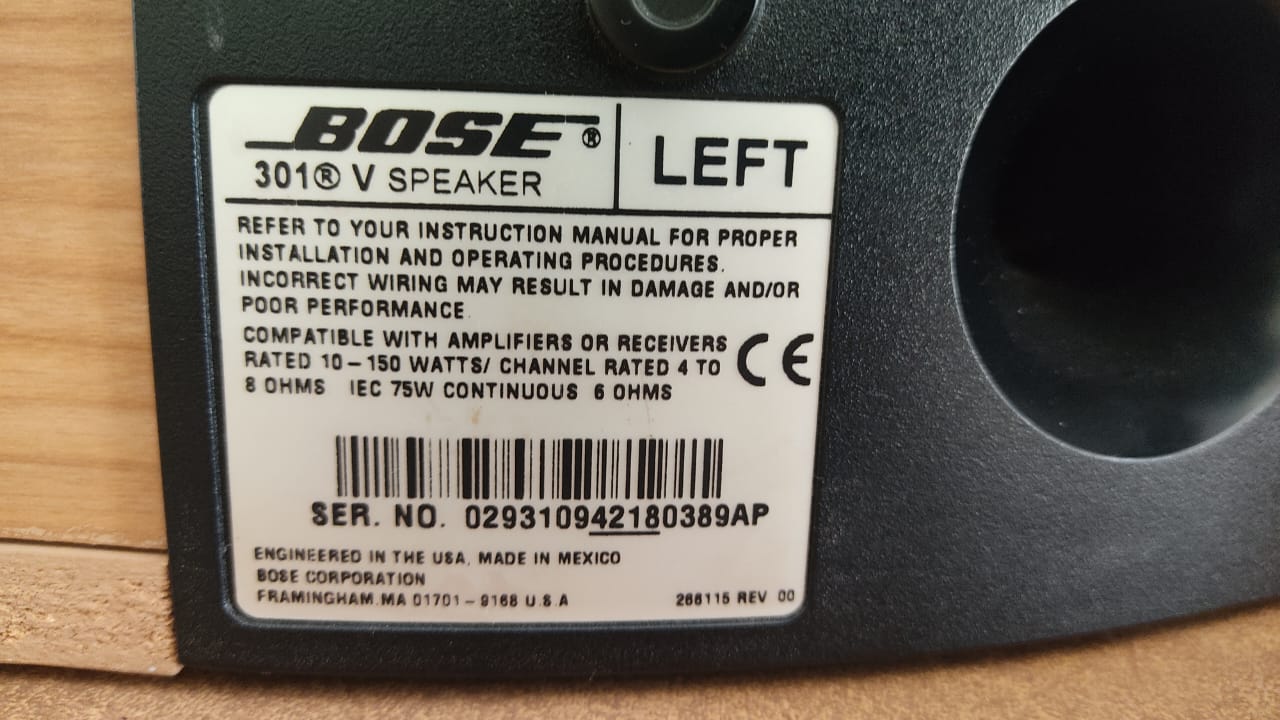 BOSE®
301® V SPEAKER
LEFT
REFER TO YOUR INSTRUCTION MANUAL FOR PROPER
INSTALLATION AND OPERATING PROCEDURES.
INCORRECT WIRING MAY RESULT IN DAMAGE AND/OR
POOR PERFORMANCE.
COMPATIBLE WITH AMPLIFIERS OR RECEIVERS
RATED 10-150 WATTS/ CHANNEL RATED 4 TO
8 OHMS IEC 75W CONTINUOUS 6 OHMS
CE
SER. NO. 029310942180389AP
ENGINEERED IN THE USA, MADE IN MEXICO
BOSE CORPORATION
FRAMINGHAM.MA 01701-9168 U.S.A
266115 REV 00